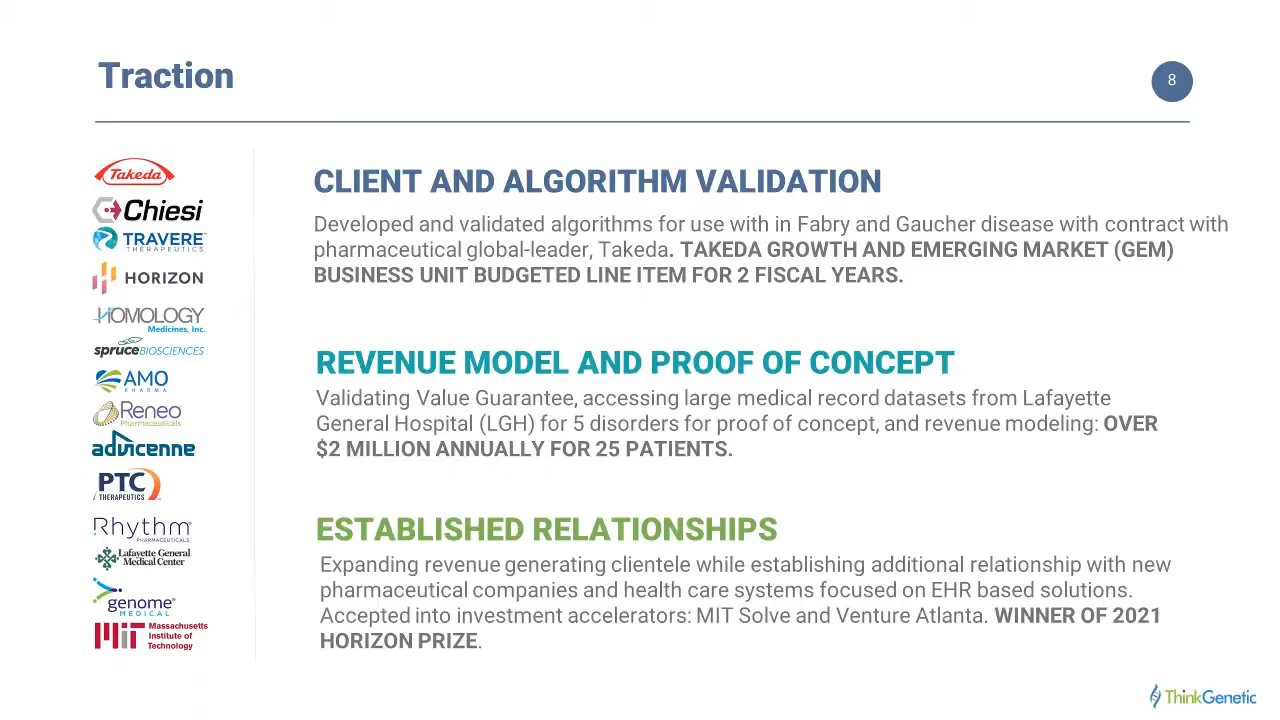 Traction
8
Takeda
Chiesi
TRAVERE
THERAPEUTICS
HORIZON
HOMOLOGY
Medicines, Inc.
spruce BIOSCIENCES
AMO
PHARMA
Reneo
Pharmaceuticals
advicenne
PTC
THERAPEUTICS
Rhythm
PHARMACEUTICALS
Lafayette General
Medical Center
genome
MEDICAL
Massachusetts
Institute of
Technology
CLIENT AND ALGORITHM VALIDATION
Developed and validated algorithms for use with in Fabry and Gaucher disease with contract with
pharmaceutical global-leader, Takeda. TAKEDA GROWTH AND EMERGING MARKET (GEM)
BUSINESS UNIT BUDGETED LINE ITEM FOR 2 FISCAL YEARS.
REVENUE MODEL AND PROOF OF CONCEPT
Validating Value Guarantee, accessing large medical record datasets from Lafayette
General Hospital (LGH) for 5 disorders for proof of concept, and revenue modeling: OVER
$2 MILLION ANNUALLY FOR 25 PATIENTS.
ESTABLISHED RELATIONSHIPS
Expanding revenue generating clientele while establishing additional relationship with new
pharmaceutical companies and health care systems focused on EHR based solutions.
Accepted into investment accelerators: MIT Solve and Venture Atlanta. WINNER OF 2021
HORIZON PRIZE.
ThinkGenetic